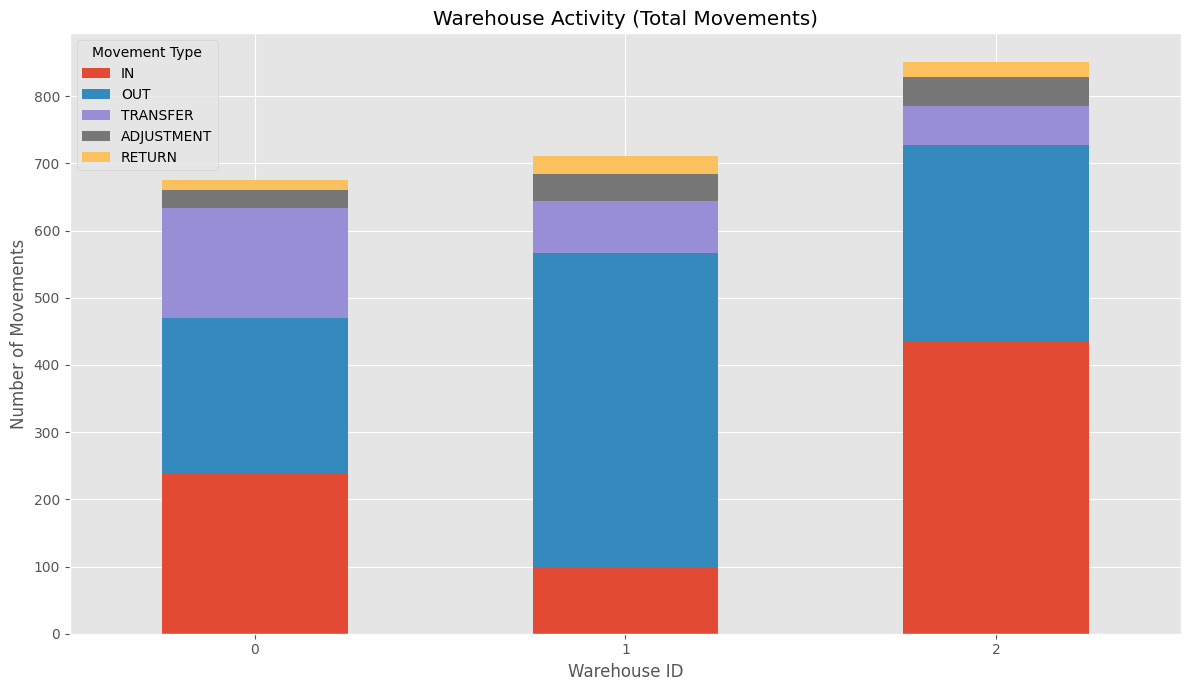 Warehouse Activity (Total Movements)
Movement Type
IN
OUT
TRANSFER
ADJUSTMENT
RETURN
Number of Movements
800
700
600
500
400
300
200
100
0
0
1
2
Warehouse ID